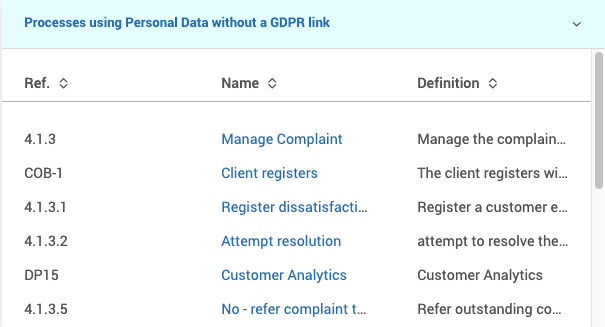 Processes using Personal Data without a GDPR link
Ref. Name Definition
4.1.3 Manage Complaint Manage the complain...
COB-1 Client registers The client registers wi...
4.1.3.1 Register dissatisfacti... Register a customer e...
4.1.3.2 Attempt resolution attempt to resolve the...
DP15 Customer Analytics Customer Analytics
4.1.3.5 No - refer complaint t... Refer outstanding co...